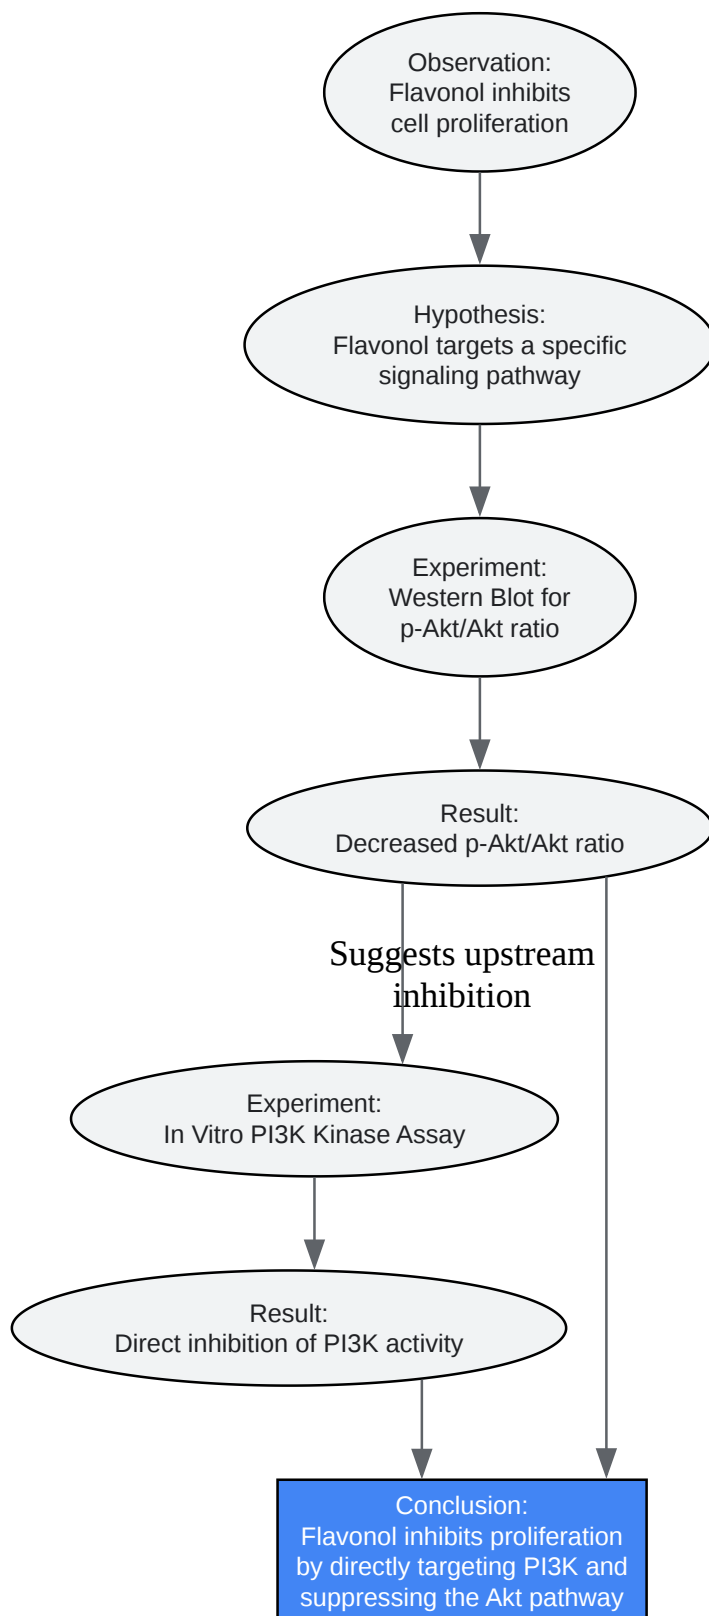 Observation:
Flavonol inhibits
cell proliferation
Hypothesis:
Flavonol targets a specific
signaling pathway
Experiment:
Western Blot for
p-Akt/Akt ratio
Result:
Decreased p-Akt/Akt ratio
Suggests upstream
inhibition
Experiment:
In Vitro PI3K Kinase Assay
Result:
Direct inhibition of PI3K activity
Conclusion:
Flavonol inhibits proliferation
by directly targeting PI3K and
suppressing the Akt pathway